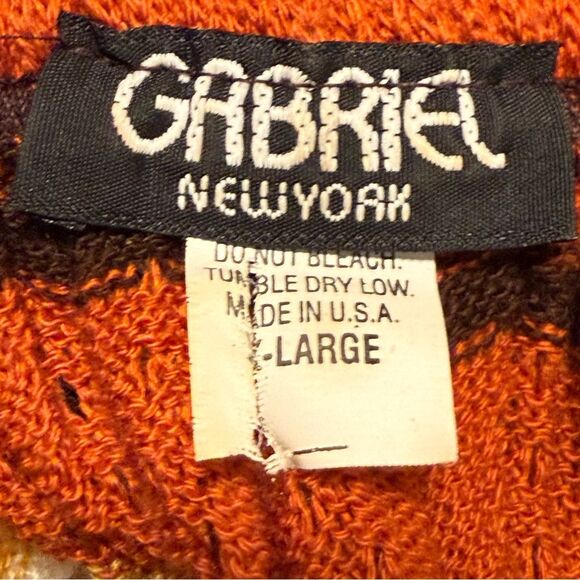 GABRIEL
NEW YORK
DO NOT BLEACH.
TUMBLE DRY LOW.
MADE IN U.S.A.
-LARGE